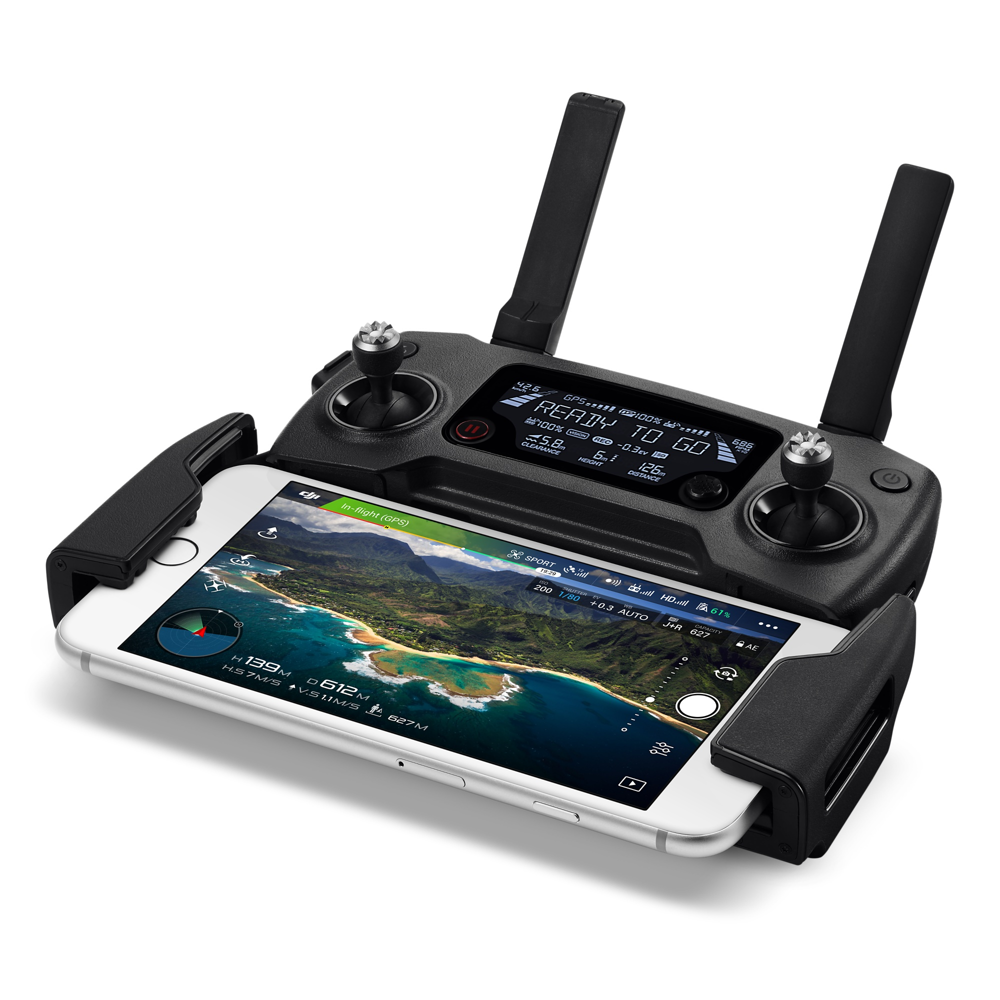 42.6
km/h
GPS 100%
READY TO GO
686
RPM
X10
100% VISION REC -0.3EV
5.8m
CLEARANCE
6m
HEIGHT
126m
DISTANCE
dji
In-flight (GPS)
H
SPORT 12
19:29
HD 61%
ISO
200
SHUTTER
1/80
EV
+0.3
WB
AUTO
J+R
CAPACITY
627
AE
N
H 139M D 612M
H.S 7M/S V.S 1.1M/S 627M